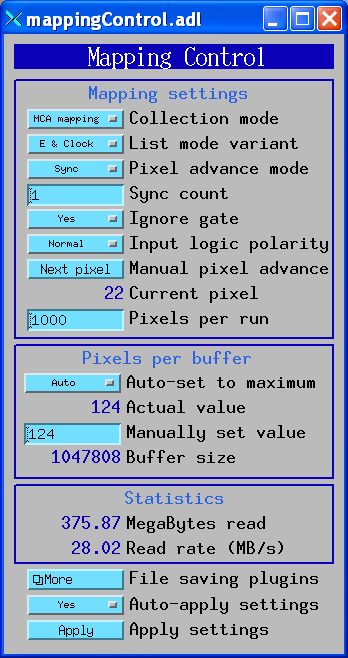 mappingControl.adl
Mapping Control
Mapping settings
MCA mapping Collection mode
E & Clock List mode variant
Sync Pixel advance mode
1 Sync count
Yes Ignore gate
Normal Input logic polarity
Next pixel Manual pixel advance
22 Current pixel
1000 Pixels per run
Pixels per buffer
Auto Auto-set to maximum
124 Actual value
124 Manually set value
1047808 Buffer size
Statistics
375.87 MegaBytes read
28.02 Read rate (MB/s)
More File saving plugins
Yes Auto-apply settings
Apply Apply settings